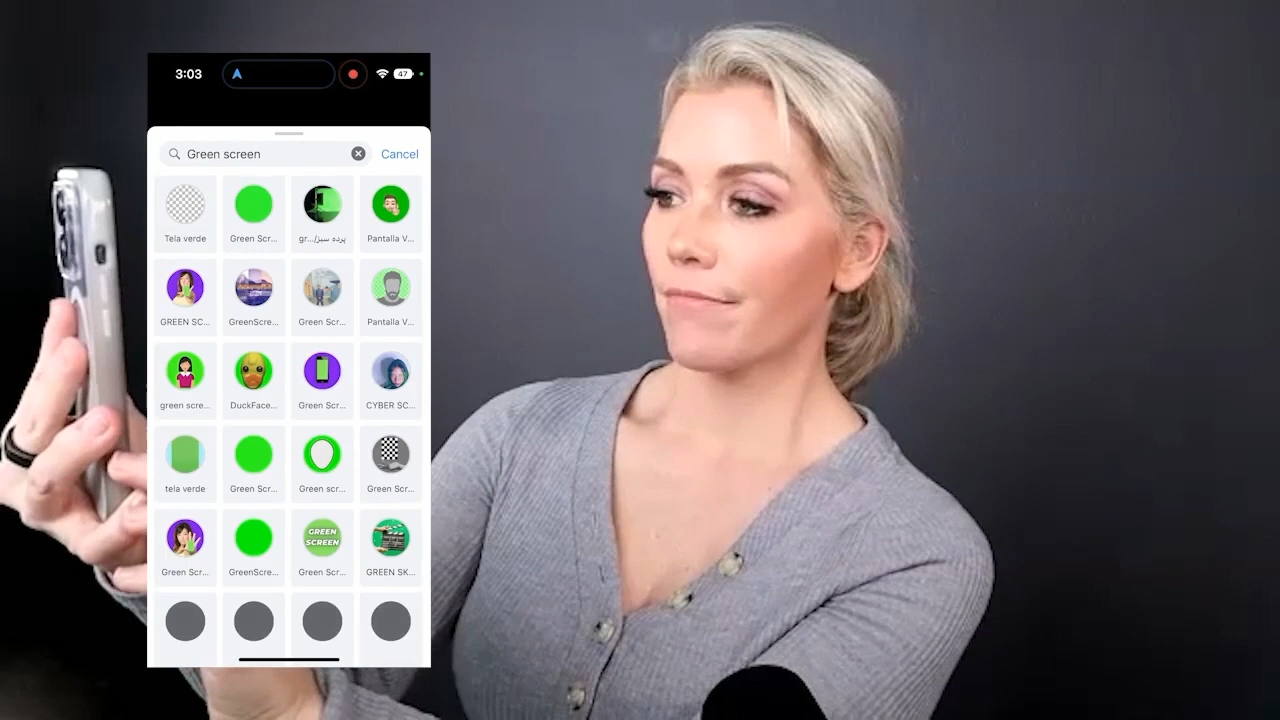 3:03
47
Green screen
Cancel
Tela verde
Green Scr...
gr.../پرده سبز
Pantalla V...
GREEN SC...
GreenScre...
Green Scr...
Pantalla V...
green scre...
DuckFace...
Green Scr...
CYBER SC...
tela verde
Green Scr...
Green scr...
Green Scr...
GREEN
SCREEN
Green Scr...
GreenScre...
Green Scr...
GREEN SK...